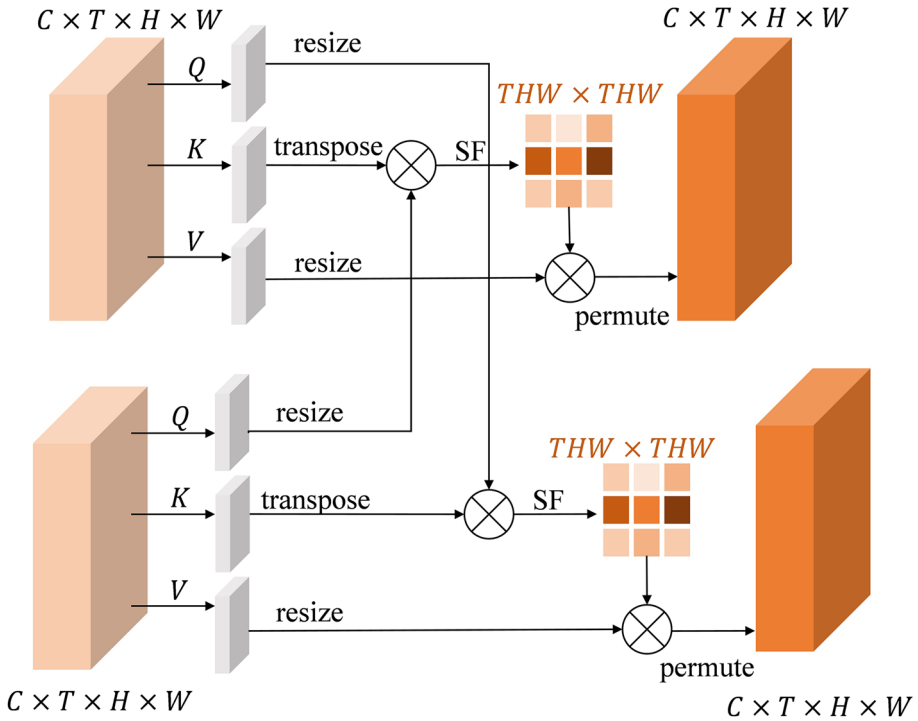 C × T × H × W
C × T × H × W
Q
resize
THW × THW
K
transpose
SF
V
resize
permute
Q
resize
THW × THW
K
transpose
SF
V
resize
permute
C × T × H × W
C × T × H × W